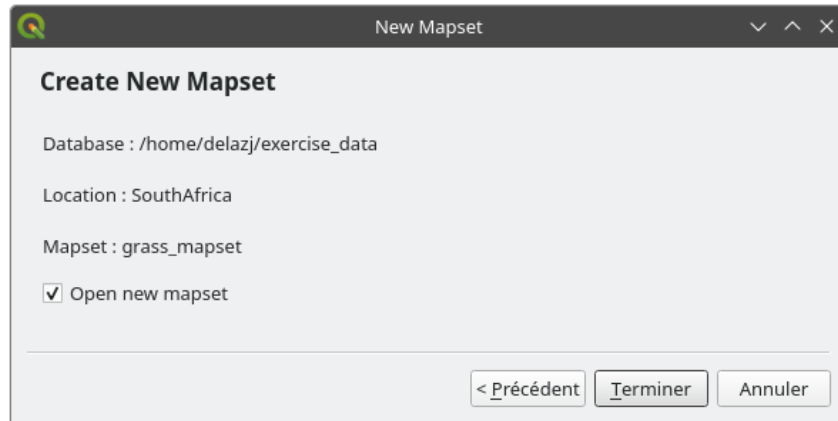 New Mapset
Create New Mapset
Database : /home/delazj/exercise_data
Location : SouthAfrica
Mapset : grass_mapset
Open new mapset
< Précédent Terminer Annuler